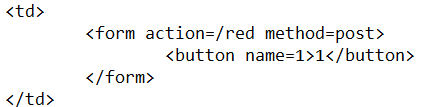 <td>
<form action=/red method=post>
<button name=1>1</button>
</form>
</td>